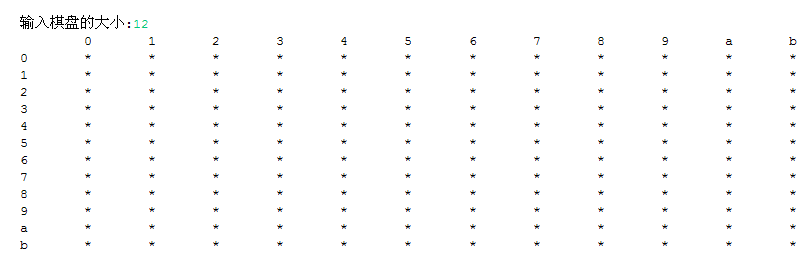 输入棋盘的大小:12
0 1 2 3 4 5 6 7 8 9 a b
0 * * * * * * * * * * * *
1 * * * * * * * * * * * *
2 * * * * * * * * * * * *
3 * * * * * * * * * * * *
4 * * * * * * * * * * * *
5 * * * * * * * * * * * *
6 * * * * * * * * * * * *
7 * * * * * * * * * * * *
8 * * * * * * * * * * * *
9 * * * * * * * * * * * *
a * * * * * * * * * * * *
b * * * * * * * * * * * *